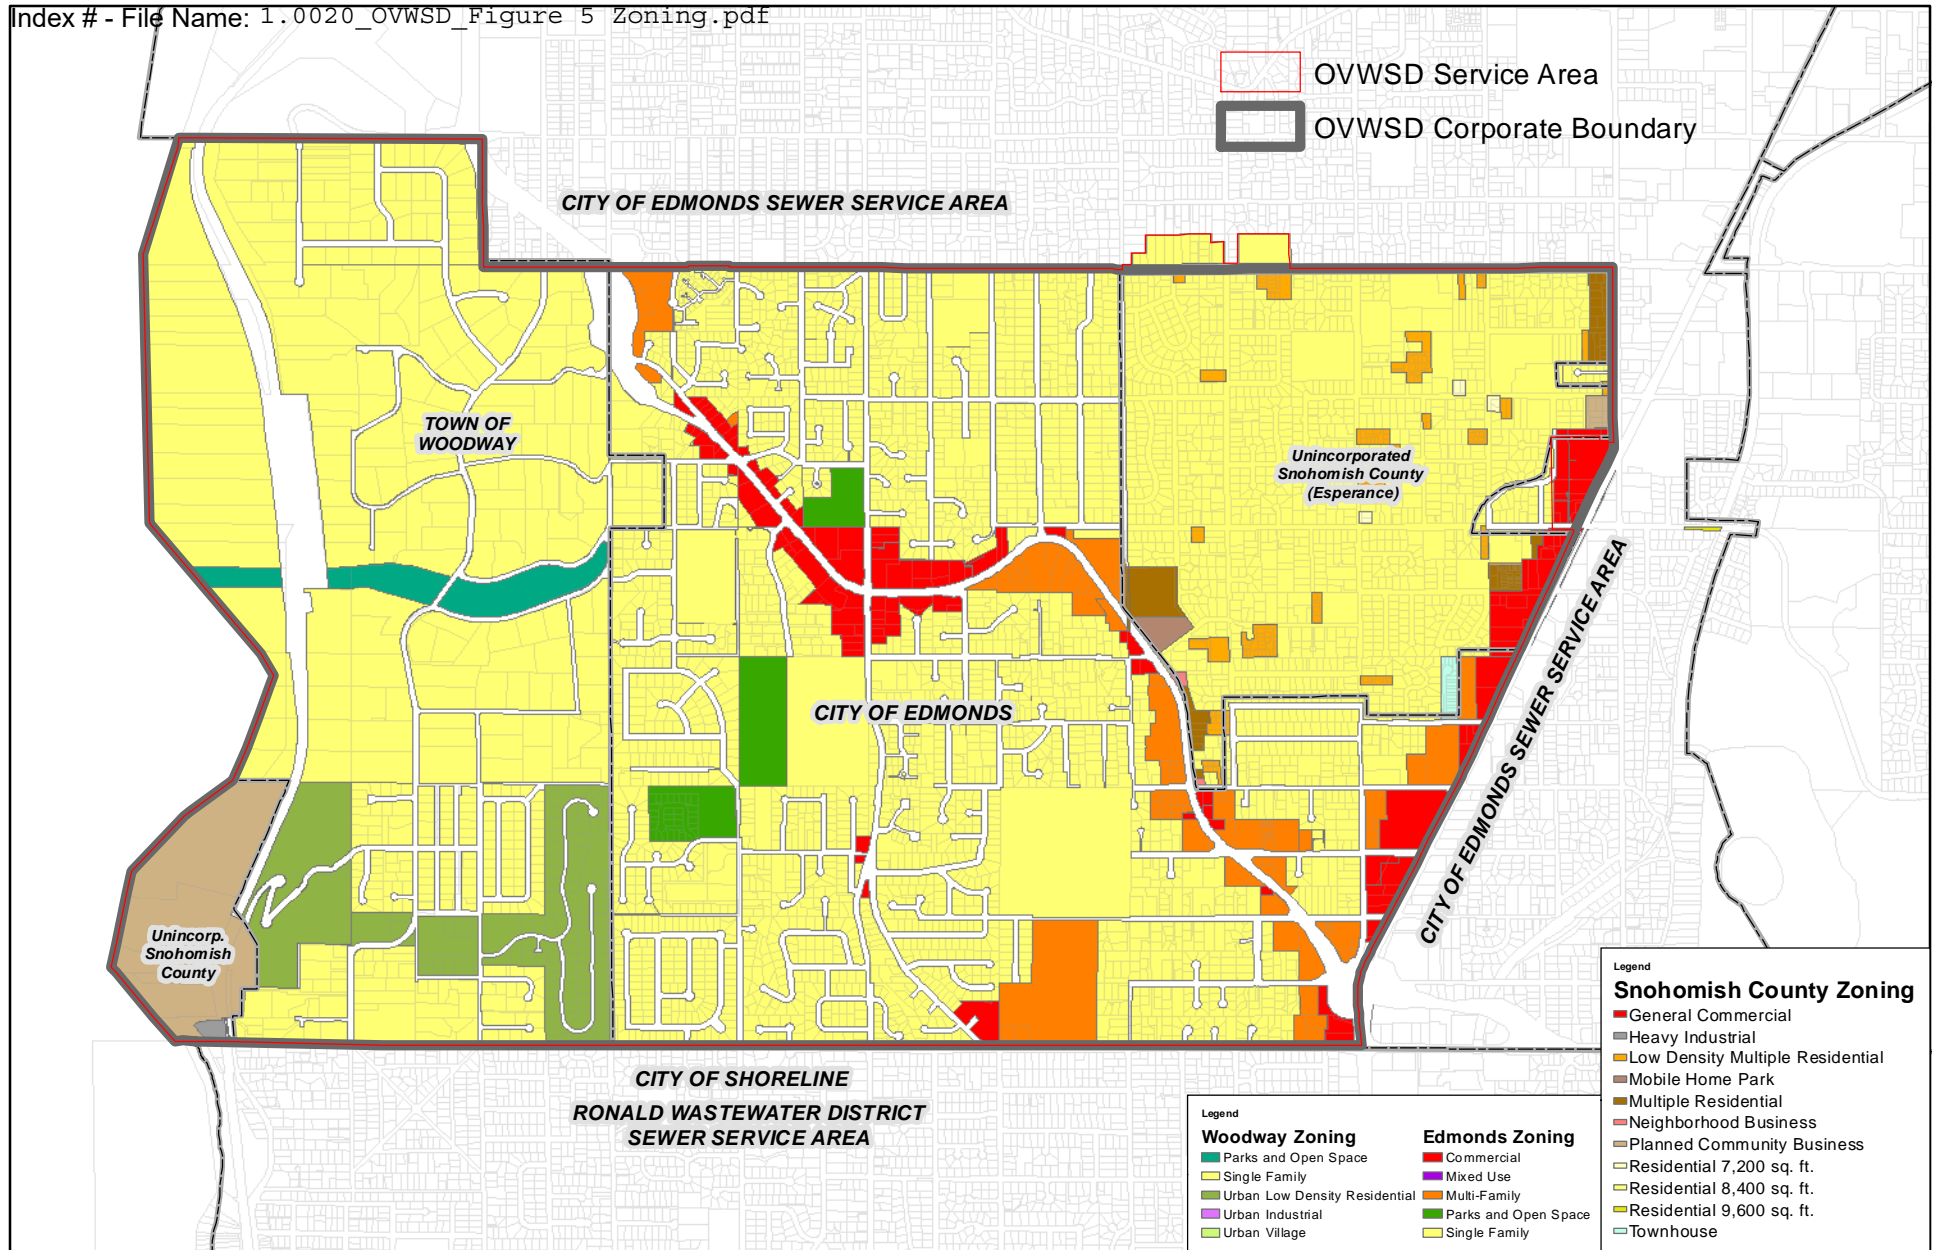 Index # - File Name: 1.0020_OVWSD_Figure 5 Zoning.pdf
OVWSD Service Area
OVWSD Corporate Boundary
CITY OF EDMONDS SEWER SERVICE AREA
TOWN OF
WOODWAY
Unincorporated
Snohomish County
(Esperance)
CITY OF EDMONDS
CITY OF EDMONDS SEWER SERVICE AREA
Unincorp.
Snohomish
County
CITY OF SHORELINE
RONALD WASTEWATER DISTRICT
SEWER SERVICE AREA
Legend
Woodway Zoning
Parks and Open Space
Single Family
Urban Low Density Residential
Urban Industrial
Urban Village
Edmonds Zoning
Commercial
Mixed Use
Multi-Family
Parks and Open Space
Single Family
Legend
Snohomish County Zoning
General Commercial
Heavy Industrial
Low Density Multiple Residential
Mobile Home Park
Multiple Residential
Neighborhood Business
Planned Community Business
Residential 7,200 sq. ft.
Residential 8,400 sq. ft.
Residential 9,600 sq. ft.
Townhouse